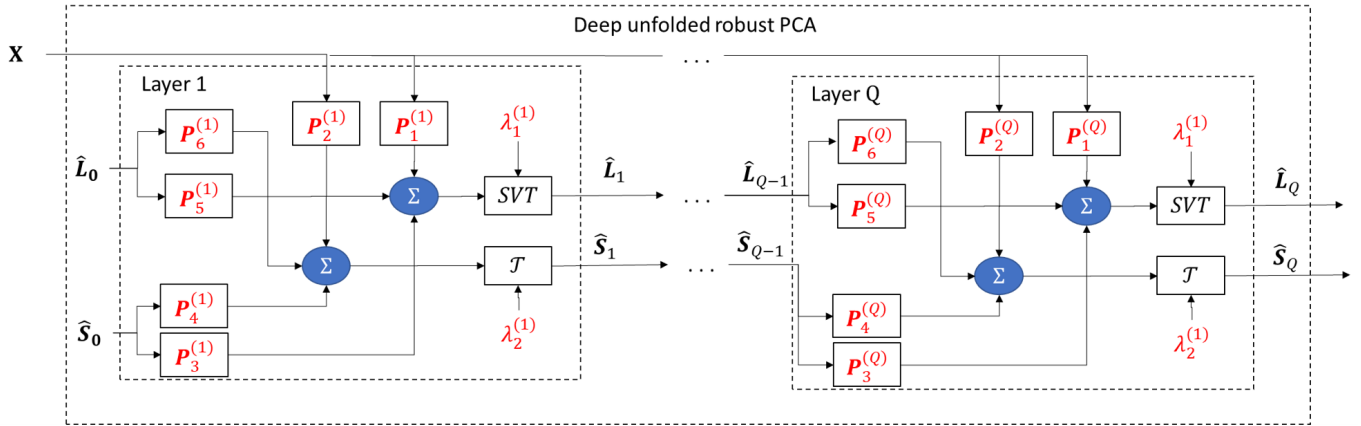 Deep unfolded robust PCA
X
. . .
Layer 1
P_2^{(1)}
P_1^{(1)}
λ_1^{(1)}
P_6^{(1)}
L̂_0
P_5^{(1)}
Σ
SVT
L̂_1
Σ
𝒯
Ŝ_1
P_4^{(1)}
Ŝ_0
P_3^{(1)}
λ_2^{(1)}
. . .
. . .
Layer Q
P_2^{(Q)}
P_1^{(Q)}
λ_1^{(1)}
P_6^{(Q)}
L̂_{Q−1}
P_5^{(Q)}
Σ
SVT
L̂_Q
Ŝ_{Q−1}
Σ
𝒯
Ŝ_Q
P_4^{(Q)}
P_3^{(Q)}
λ_2^{(1)}